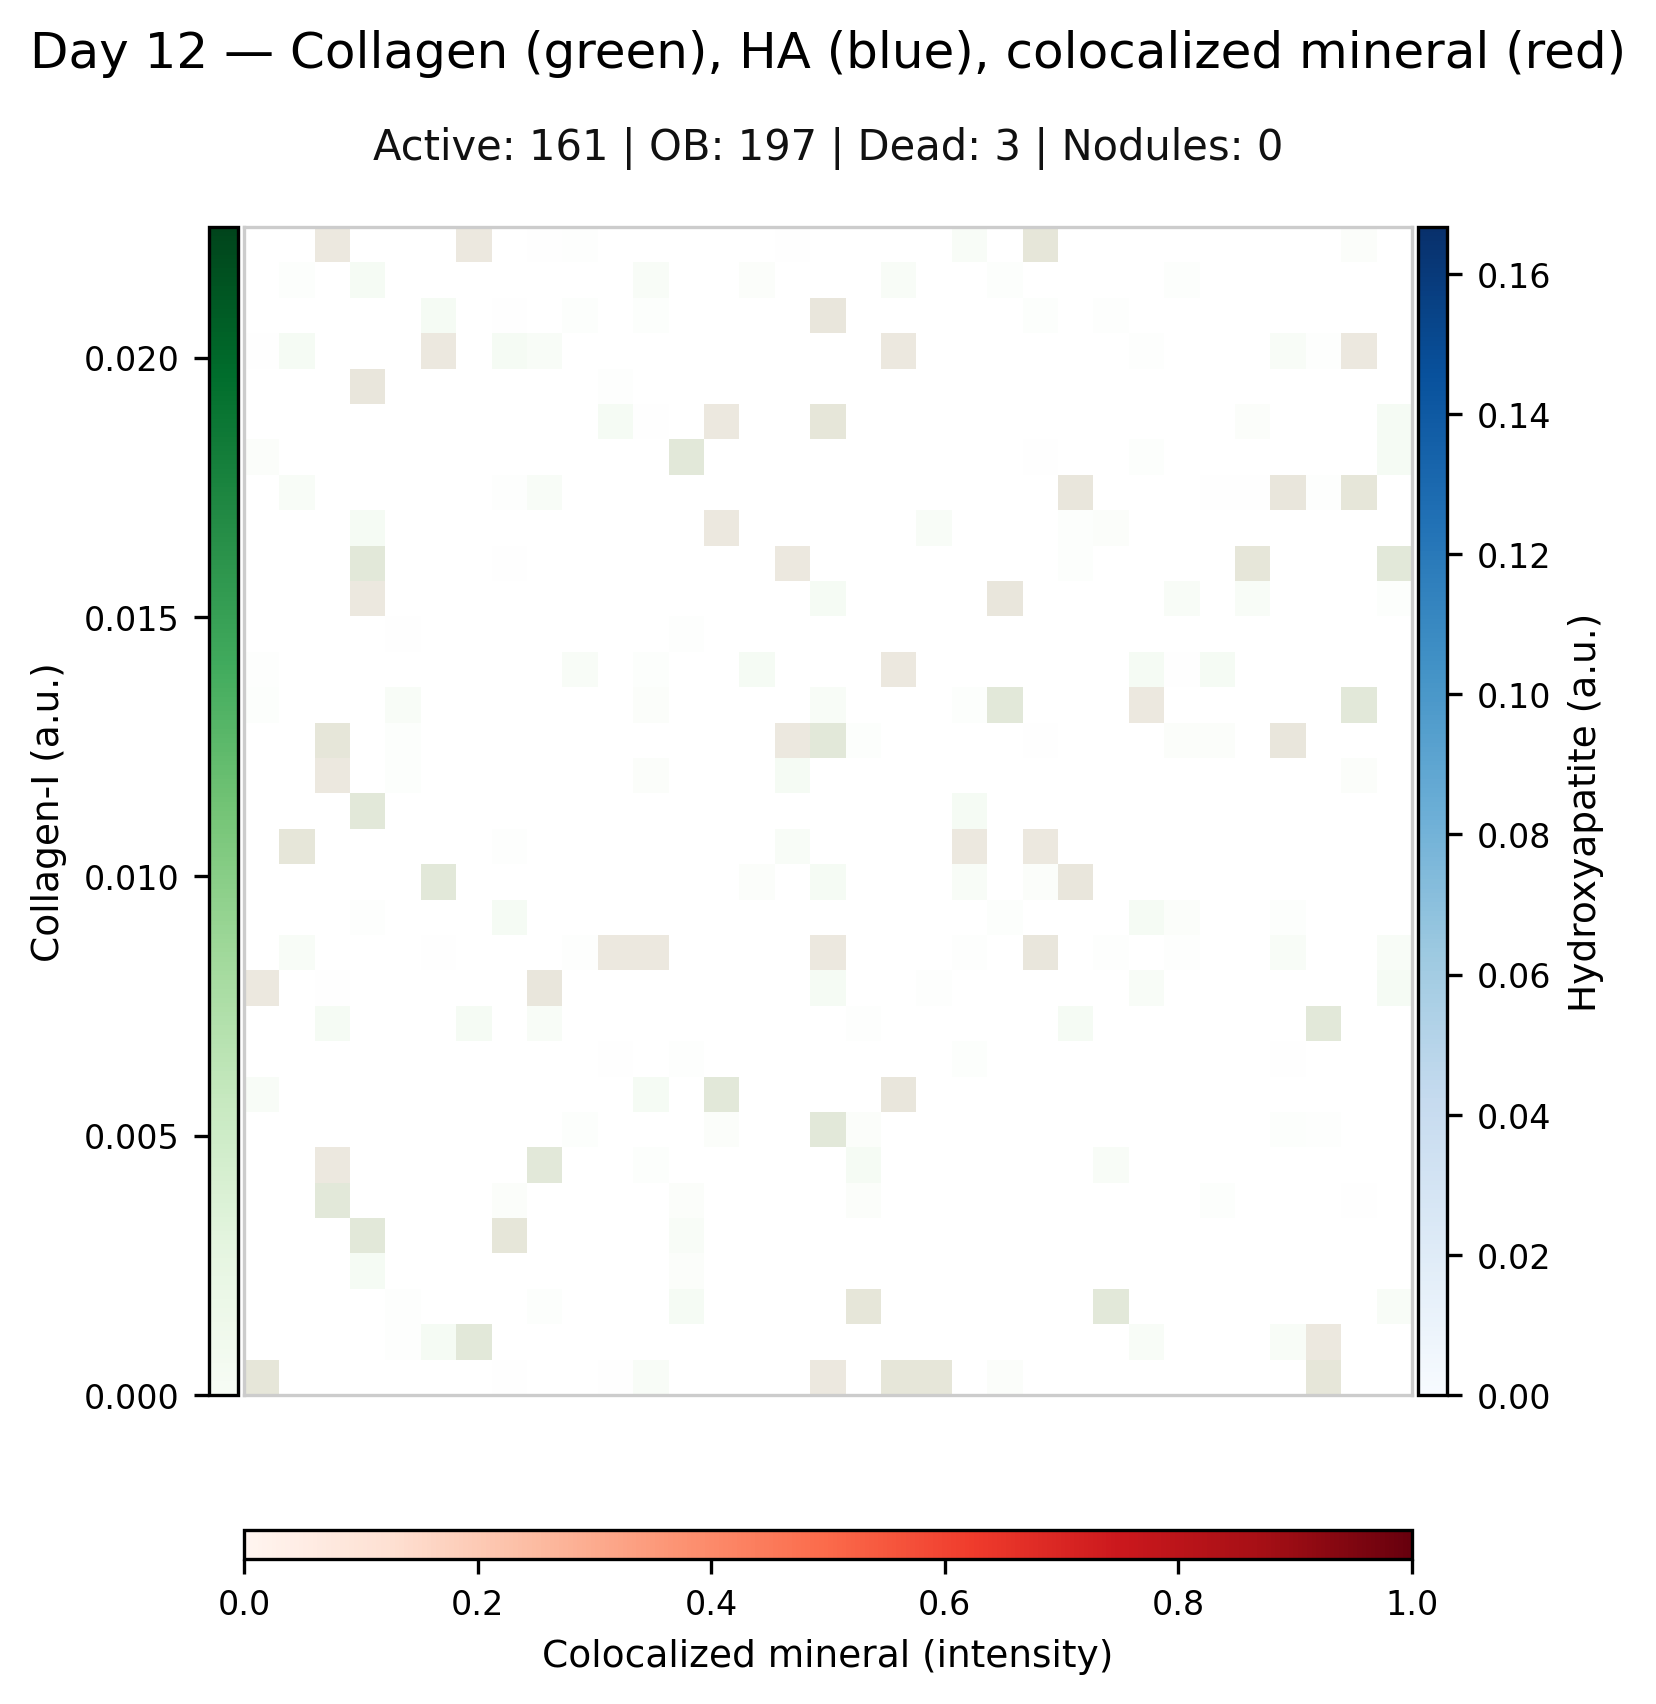 Day 12 — Collagen (green), HA (blue), colocalized mineral (red)
Active: 161 | OB: 197 | Dead: 3 | Nodules: 0
Collagen-I (a.u.)
0.020
0.015
0.010
0.005
0.000
0.16
0.14
0.12
0.10
0.08
0.06
0.04
0.02
0.00
Hydroxyapatite (a.u.)
0.0 0.2 0.4 0.6 0.8 1.0
Colocalized mineral (intensity)